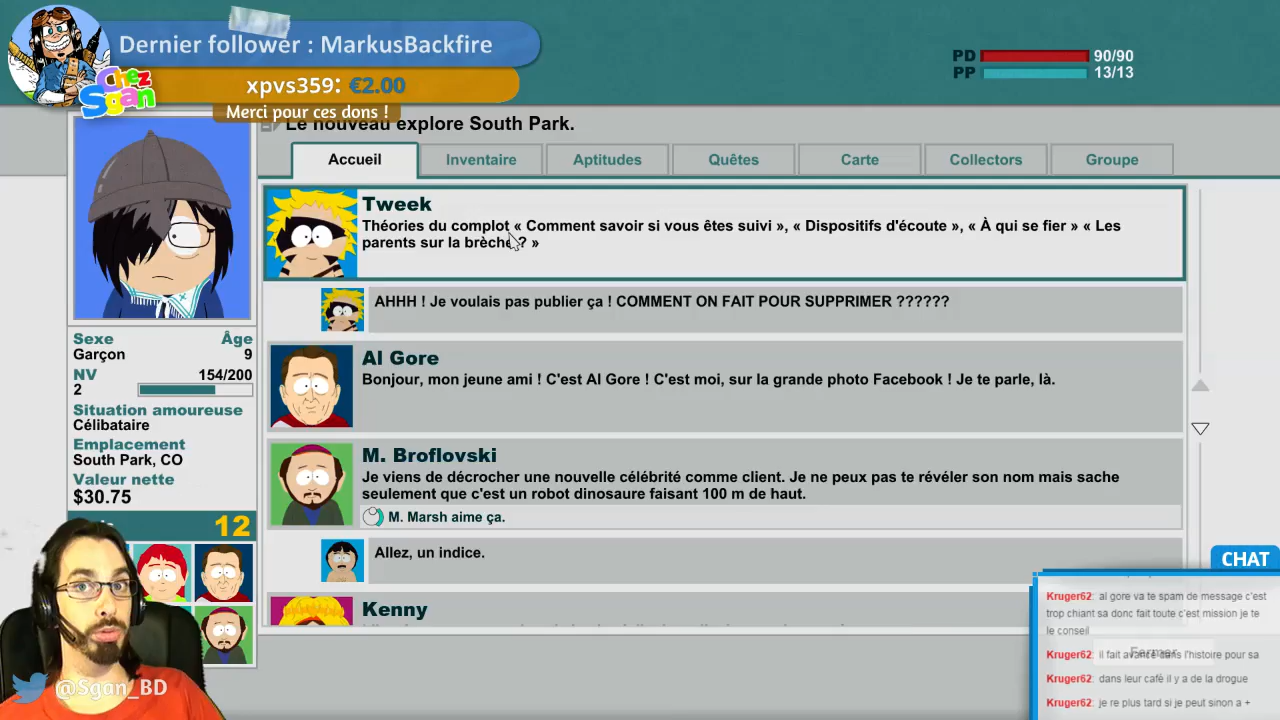 Dernier follower : MarkusBackfire
Chez
Sgan
xpvs359: €2.00
Merci pour ces dons !
PD 90/90
PP 13/13
Le nouveau explore South Park.
Accueil
Inventaire
Aptitudes
Quêtes
Carte
Collectors
Groupe
Tweek
Théories du complot « Comment savoir si vous êtes suivi », « Dispositifs d'écoute », « À qui se fier » « Les
parents sur la brèche ? »
AHHH ! Je voulais pas publier ça ! COMMENT ON FAIT POUR SUPPRIMER ??????
Al Gore
Bonjour, mon jeune ami ! C'est Al Gore ! C'est moi, sur la grande photo Facebook ! Je te parle, là.
M. Broflovski
Je viens de décrocher une nouvelle célébrité comme client. Je ne peux pas te révéler son nom mais sache
seulement que c'est un robot dinosaure faisant 100 m de haut.
M. Marsh aime ça.
Allez, un indice.
Kenny
Sexe Âge
Garçon 9
NV 154/200
2
Situation amoureuse
Célibataire
Emplacement
South Park, CO
Valeur nette
$30.75
12
@Sgan_BD
CHAT
Kruger62: al gore va te spam de message c'est
trop chiant sa donc fait toute c'est mission je te
le conseil
Kruger62: il fait avancé dans l'histoire pour sa
Fermer
Kruger62: dans leur café il y a de la drogue
Kruger62: je re plus tard si je peut sinon a +